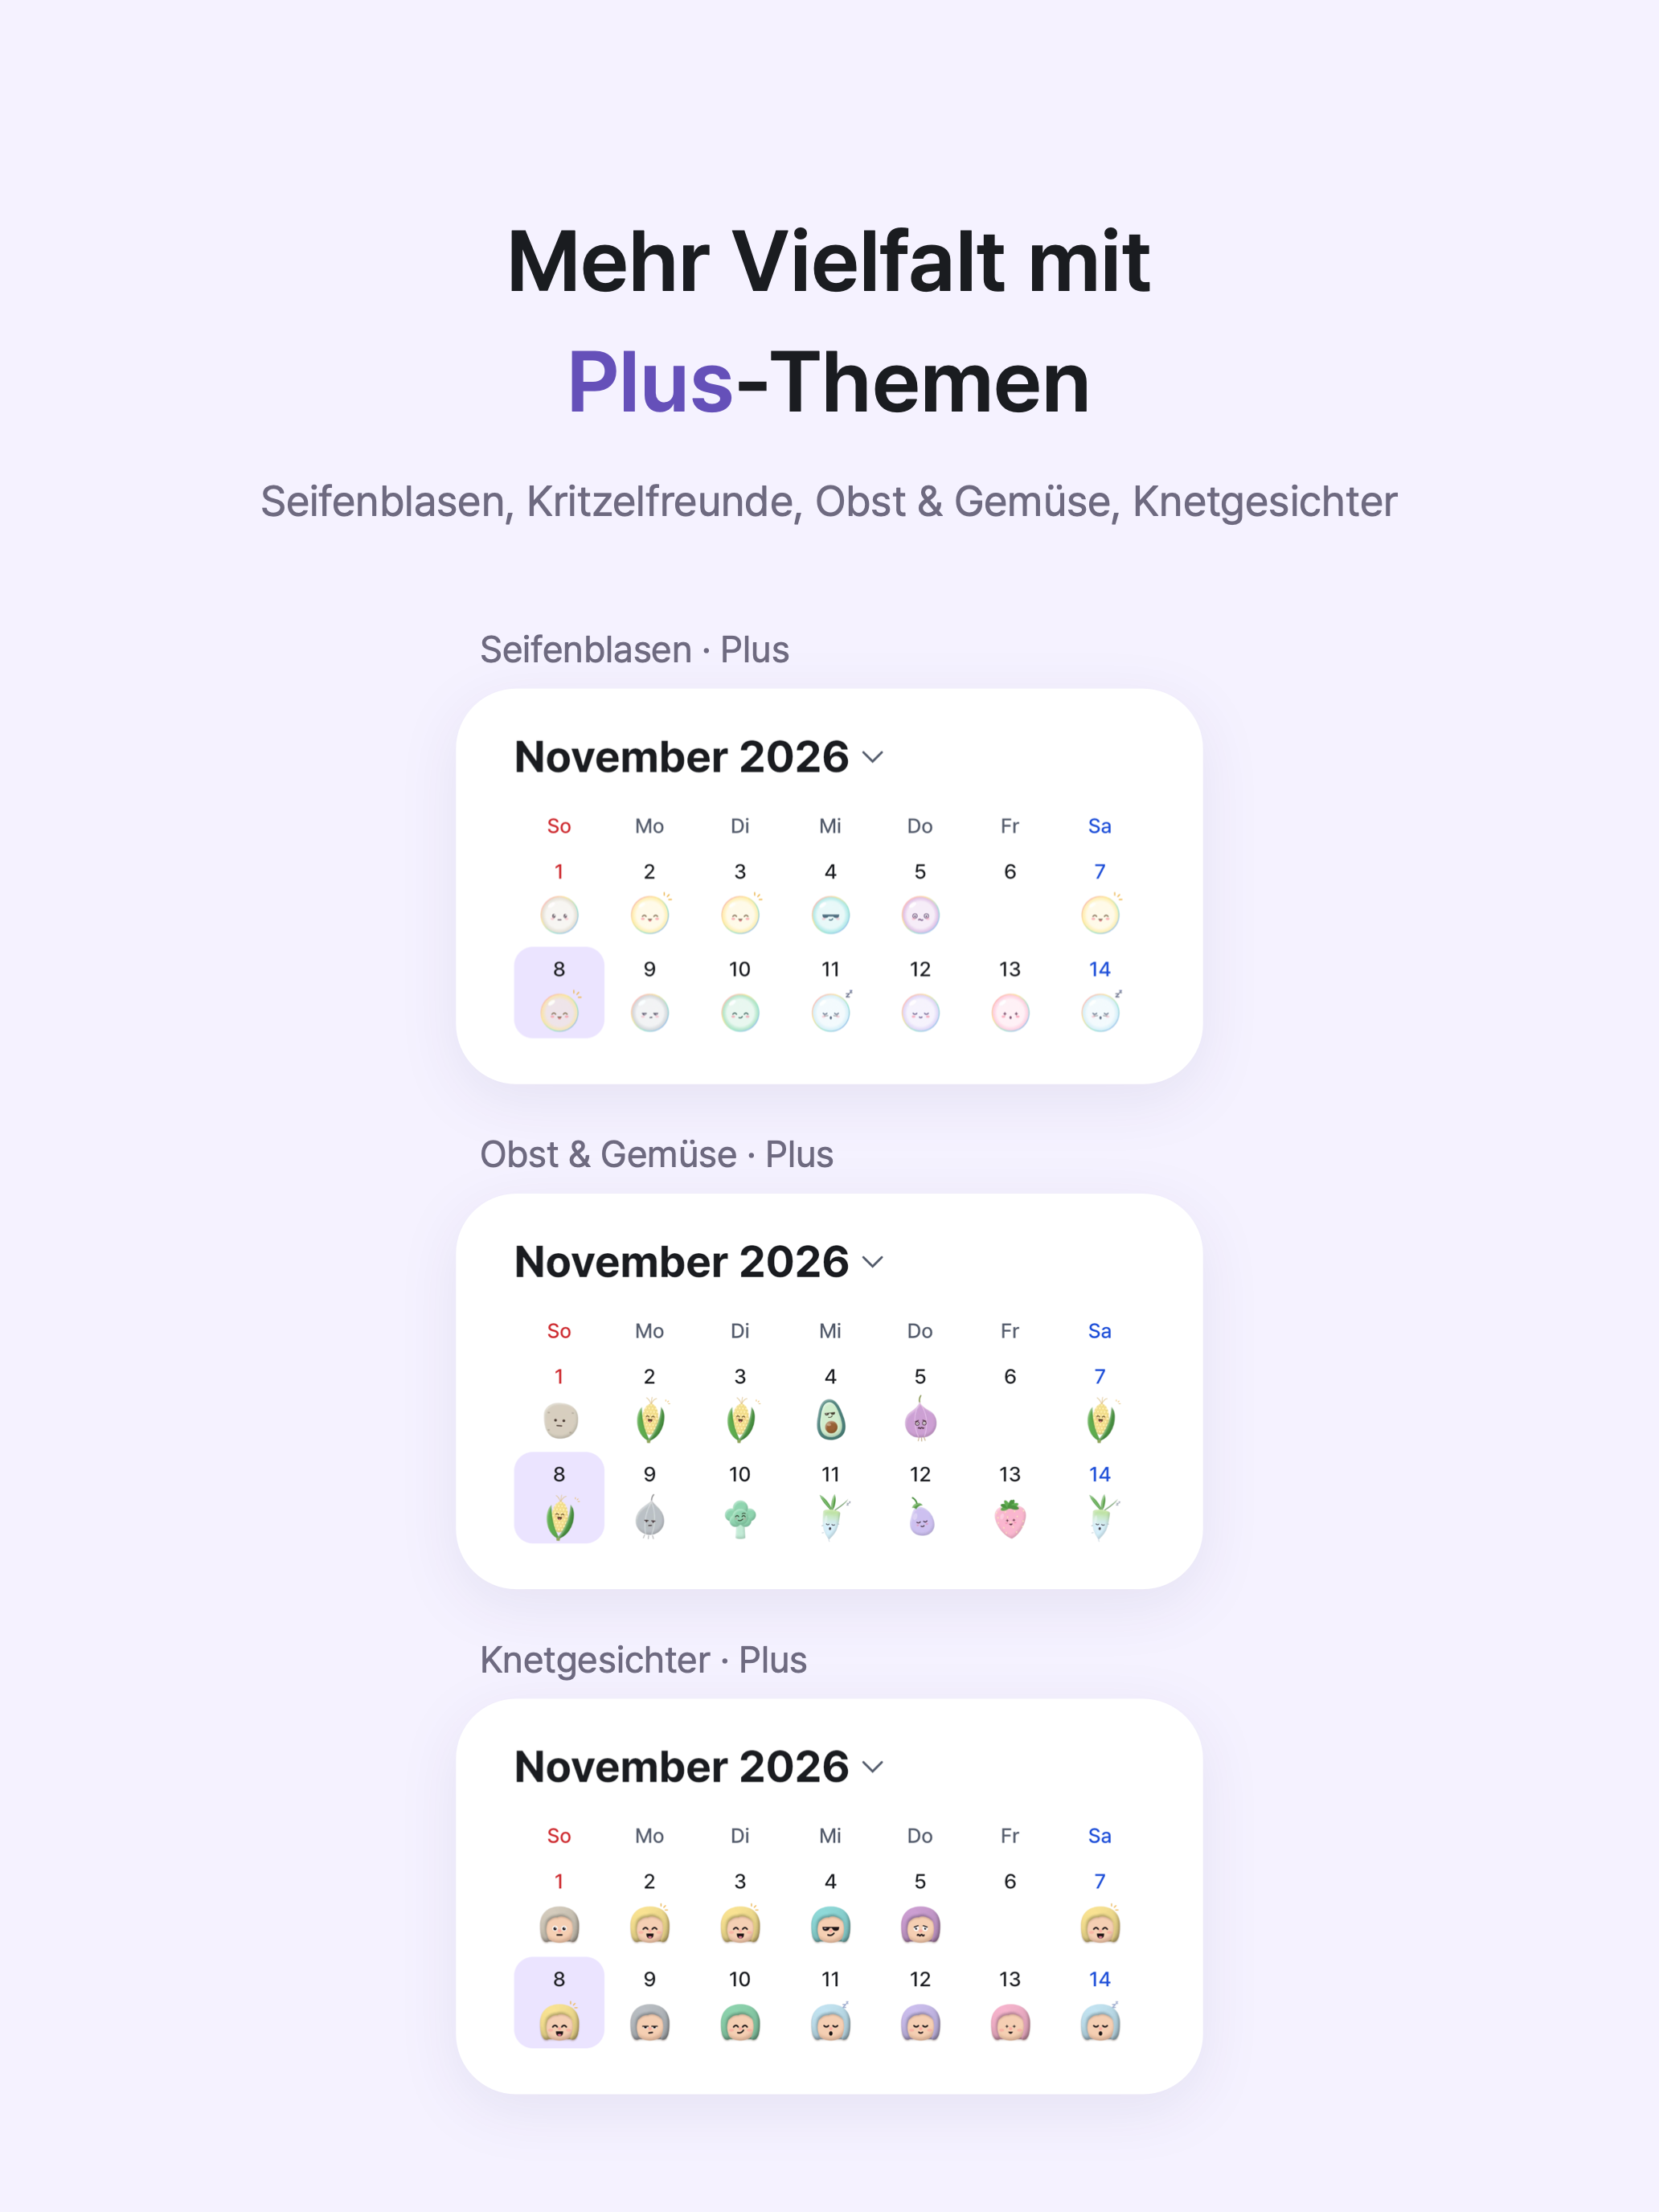 Mehr Vielfalt mit
Plus-Themen
Seifenblasen, Kritzelfreunde, Obst & Gemüse, Knetgesichter
Seifenblasen · Plus
November 2026
So Mo Di Mi Do Fr Sa
1 2 3 4 5 6 7
8 9 10 11 12 13 14
Obst & Gemüse · Plus
November 2026
So Mo Di Mi Do Fr Sa
1 2 3 4 5 6 7
8 9 10 11 12 13 14
Knetgesichter · Plus
November 2026
So Mo Di Mi Do Fr Sa
1 2 3 4 5 6 7
8 9 10 11 12 13 14